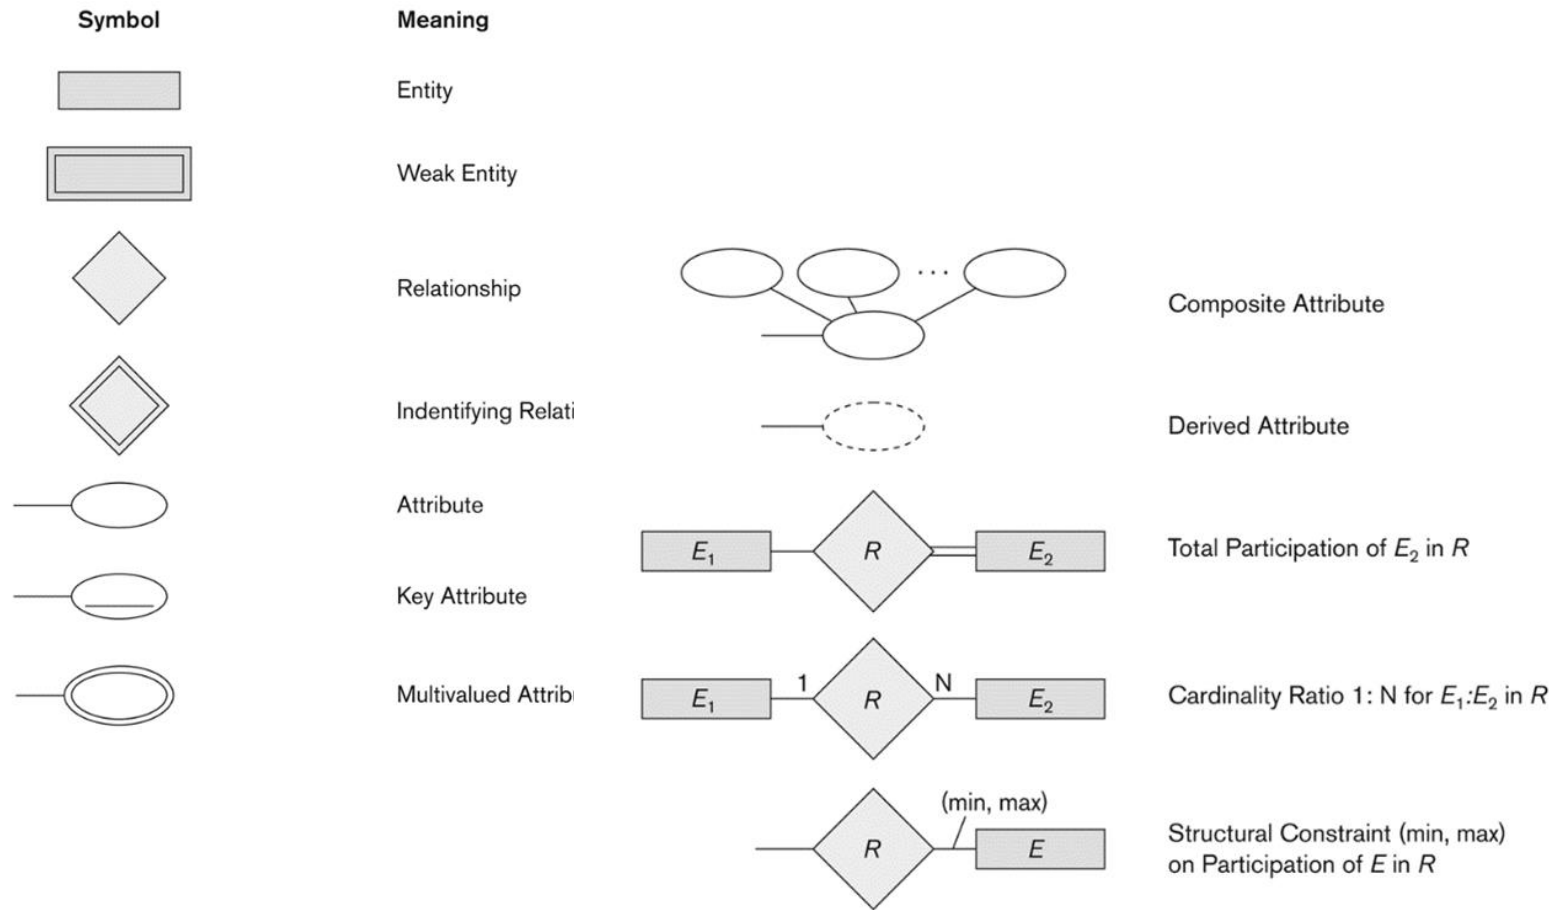 Symbol
Meaning
Entity
Weak Entity
Relationship
Indentifying Relati
Attribute
Key Attribute
Multivalued Attrib
...
Composite Attribute
Derived Attribute
E₁ R E₂
Total Participation of E₂ in R
E₁ 1 R N E₂
Cardinality Ratio 1: N for E₁:E₂ in R
(min, max)
R E
Structural Constraint (min, max)
on Participation of E in R